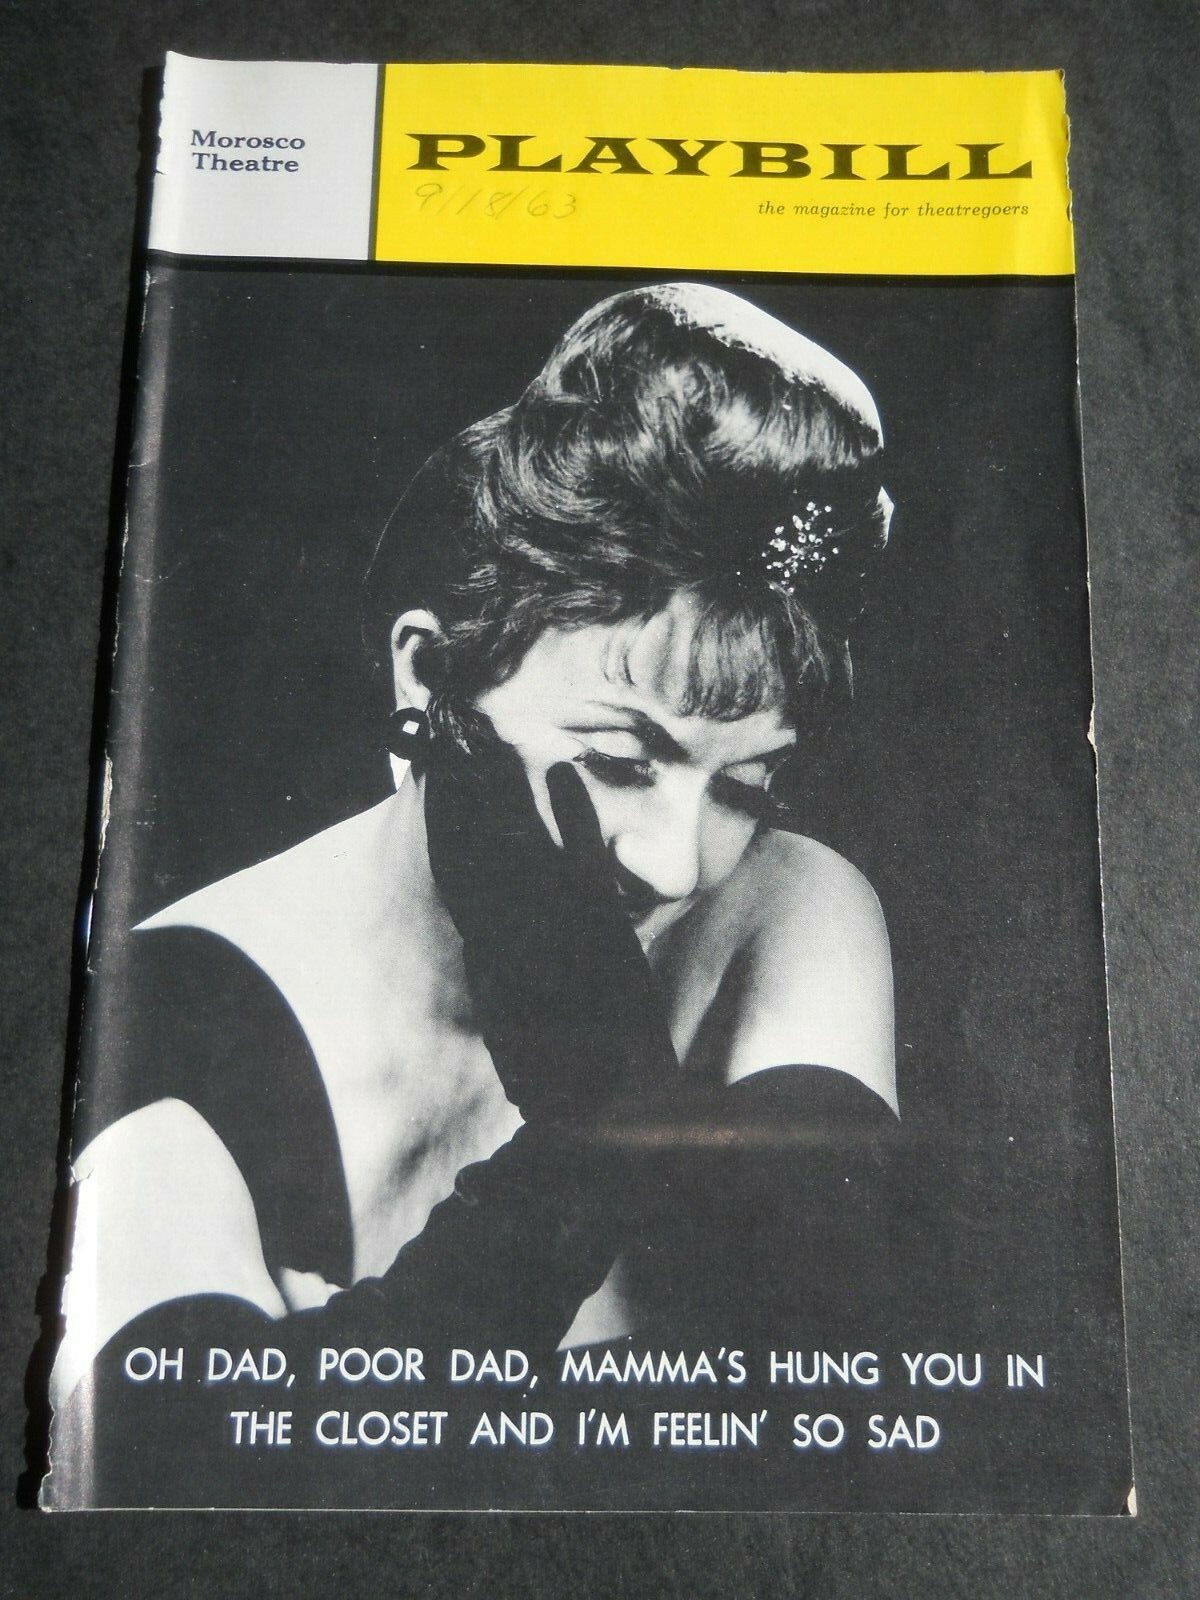 Morosco
Theatre
PLAYBILL
9/18/63
the magazine for theatregoers
OH DAD, POOR DAD, MAMMA'S HUNG YOU IN
THE CLOSET AND I'M FEELIN' SO SAD